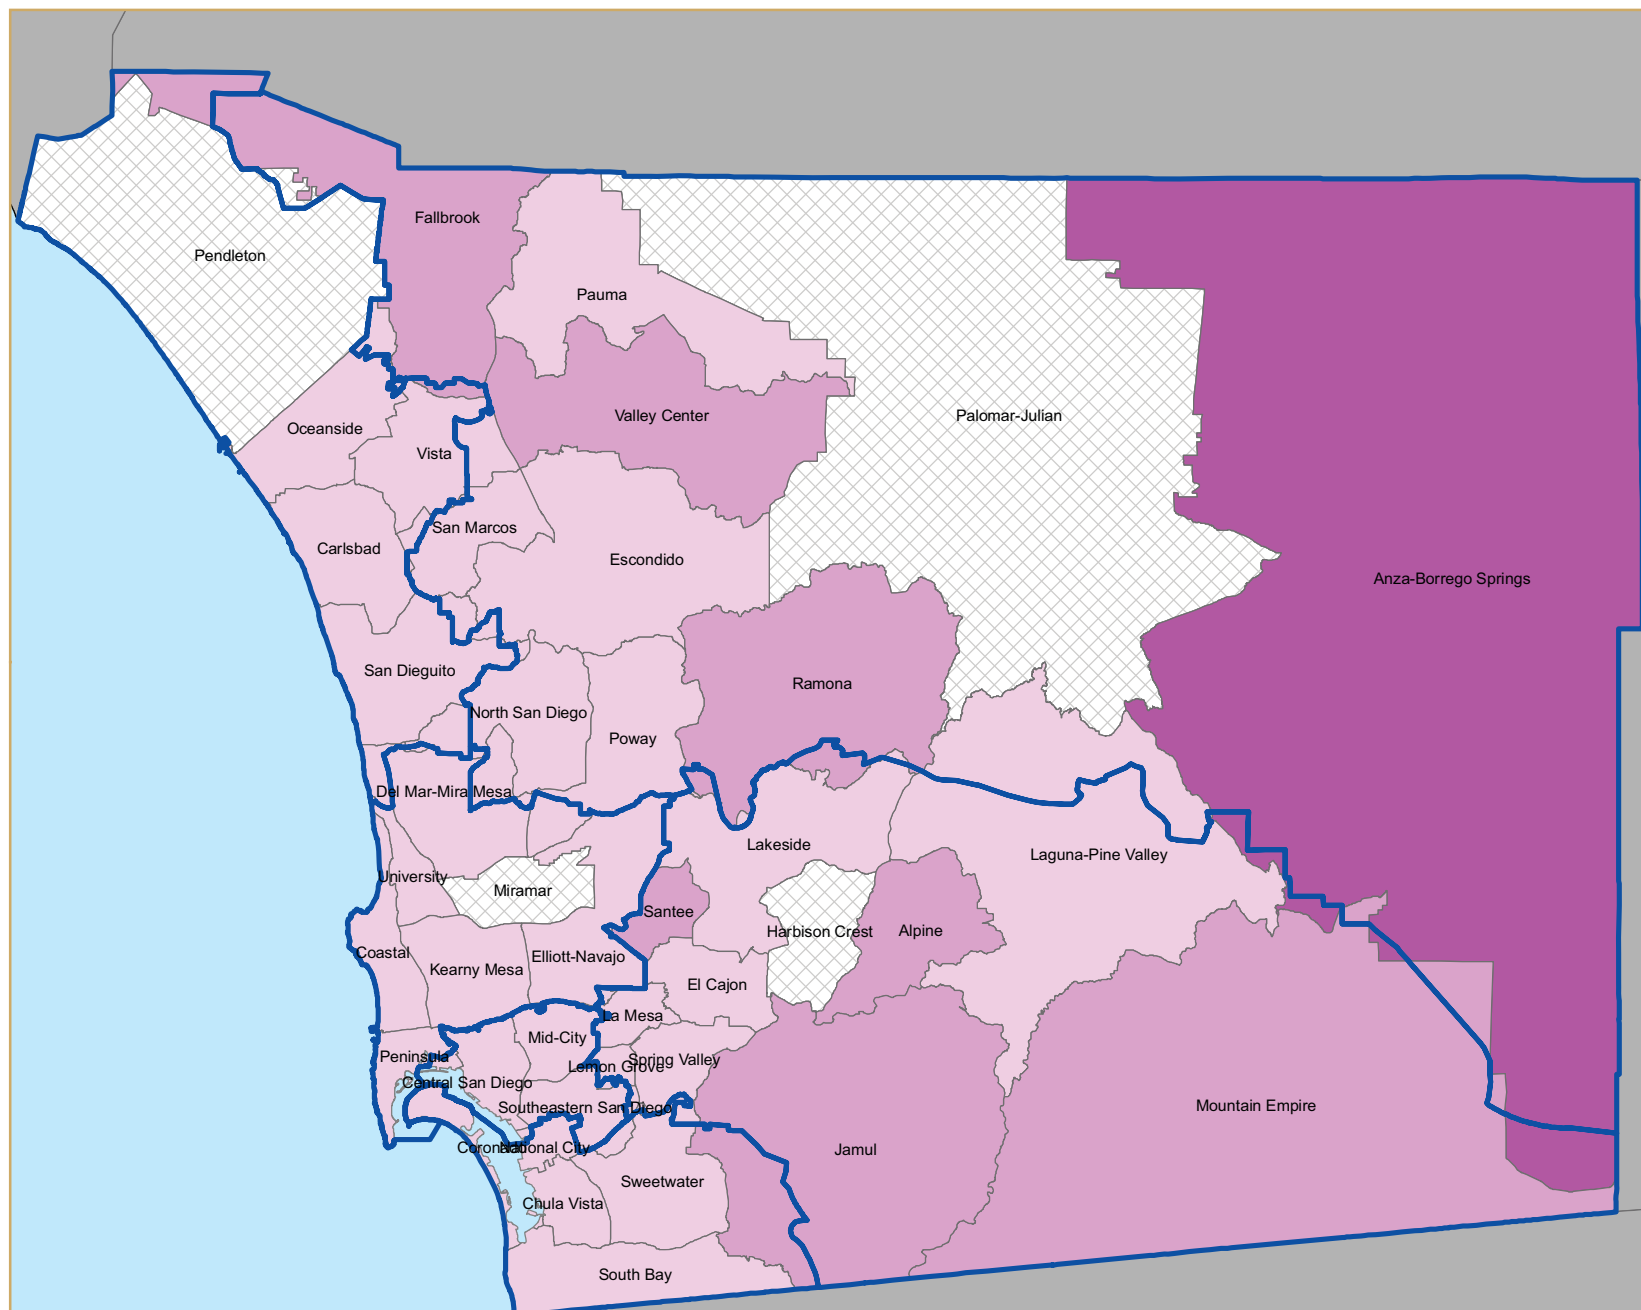 Fallbrook
Pendleton
Pauma
Valley Center
Palomar-Julian
Oceanside
Vista
San Marcos
Carlsbad
Escondido
Anza-Borrego Springs
San Dieguito
Ramona
North San Diego
Poway
Del Mar-Mira Mesa
Lakeside
Laguna-Pine Valley
University
Miramar
Santee
Harbison Crest
Alpine
Coastal
Elliott-Navajo
Kearny Mesa
El Cajon
La Mesa
Mid-City
Peninsula
Lemon Grove
Spring Valley
Central San Diego
Southeastern San Diego
Mountain Empire
Coronado
National City
Jamul
Sweetwater
Chula Vista
South Bay